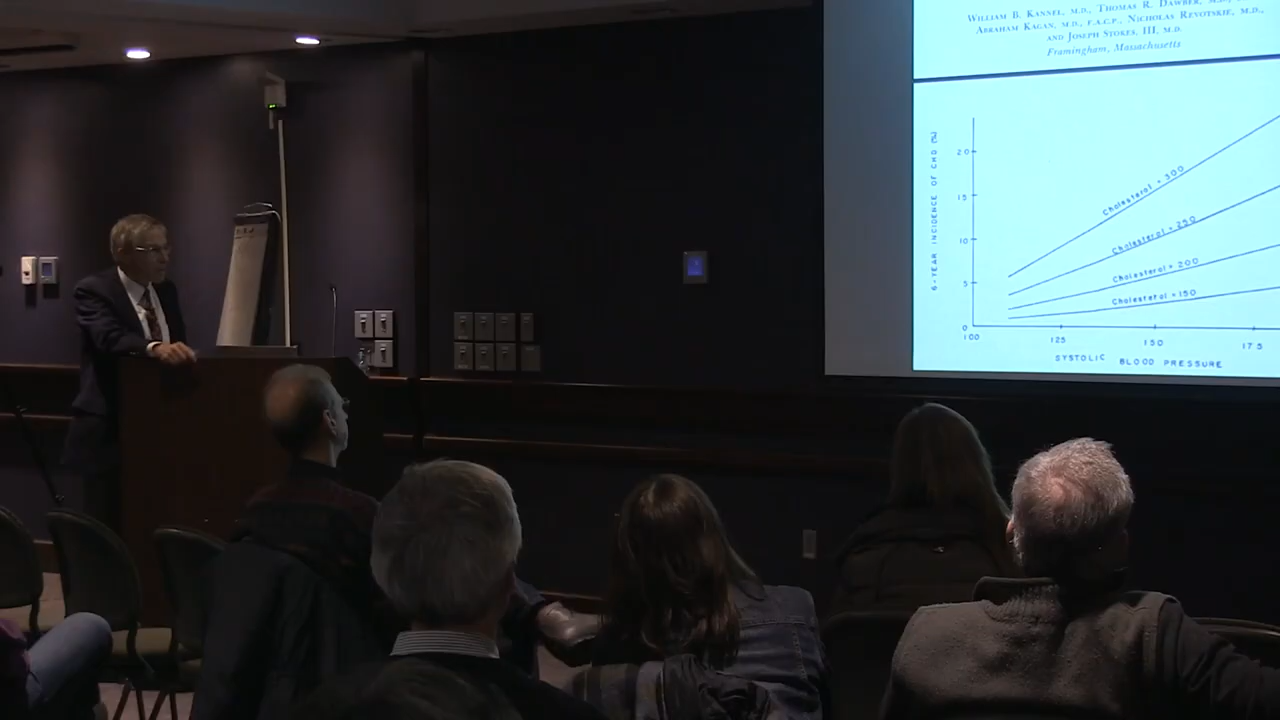 WILLIAM B. KANNEL, M.D., THOMAS R. DAWBER, M.D.,
ABRAHAM KAGAN, M.D., F.A.C.P., NICHOLAS REVOTSKIE, M.D.,
AND JOSEPH STOKES, III, M.D.
Framingham, Massachusetts
6-YEAR INCIDENCE OF CHD (%)
20
15
10
5
0
Cholesterol = 300
Cholesterol = 250
Cholesterol = 200
Cholesterol = 150
100 125 150 175
SYSTOLIC BLOOD PRESSURE